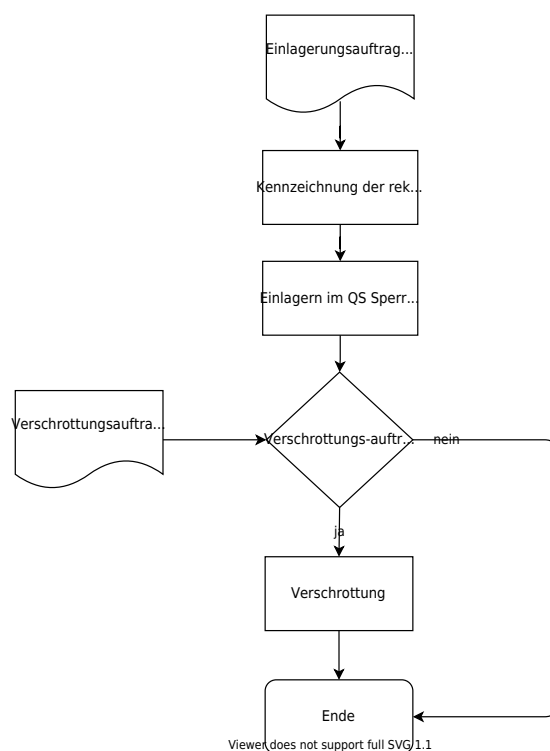 Einlagerungsauftrag...
Kennzeichnung der rek...
Einlagern im QS Sperr...
Verschrottungsauftra...
Verschrottungs-auftr...
nein
ja
Verschrottung
Ende
Viewer does not support full SVG 1.1